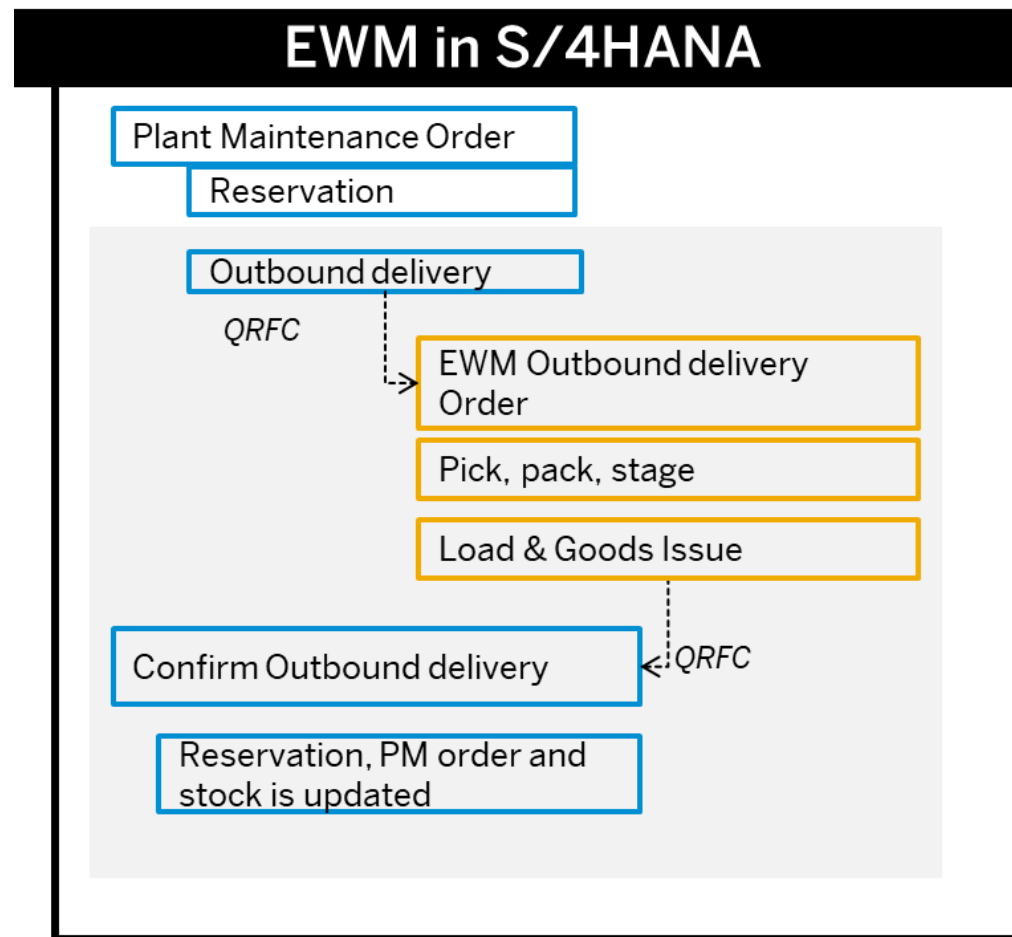 EWM in S/4HANA
Plant Maintenance Order
Reservation
Outbound delivery
QRFC
EWM Outbound delivery
Order
Pick, pack, stage
Load & Goods Issue
QRFC
Confirm Outbound delivery
Reservation, PM order and
stock is updated